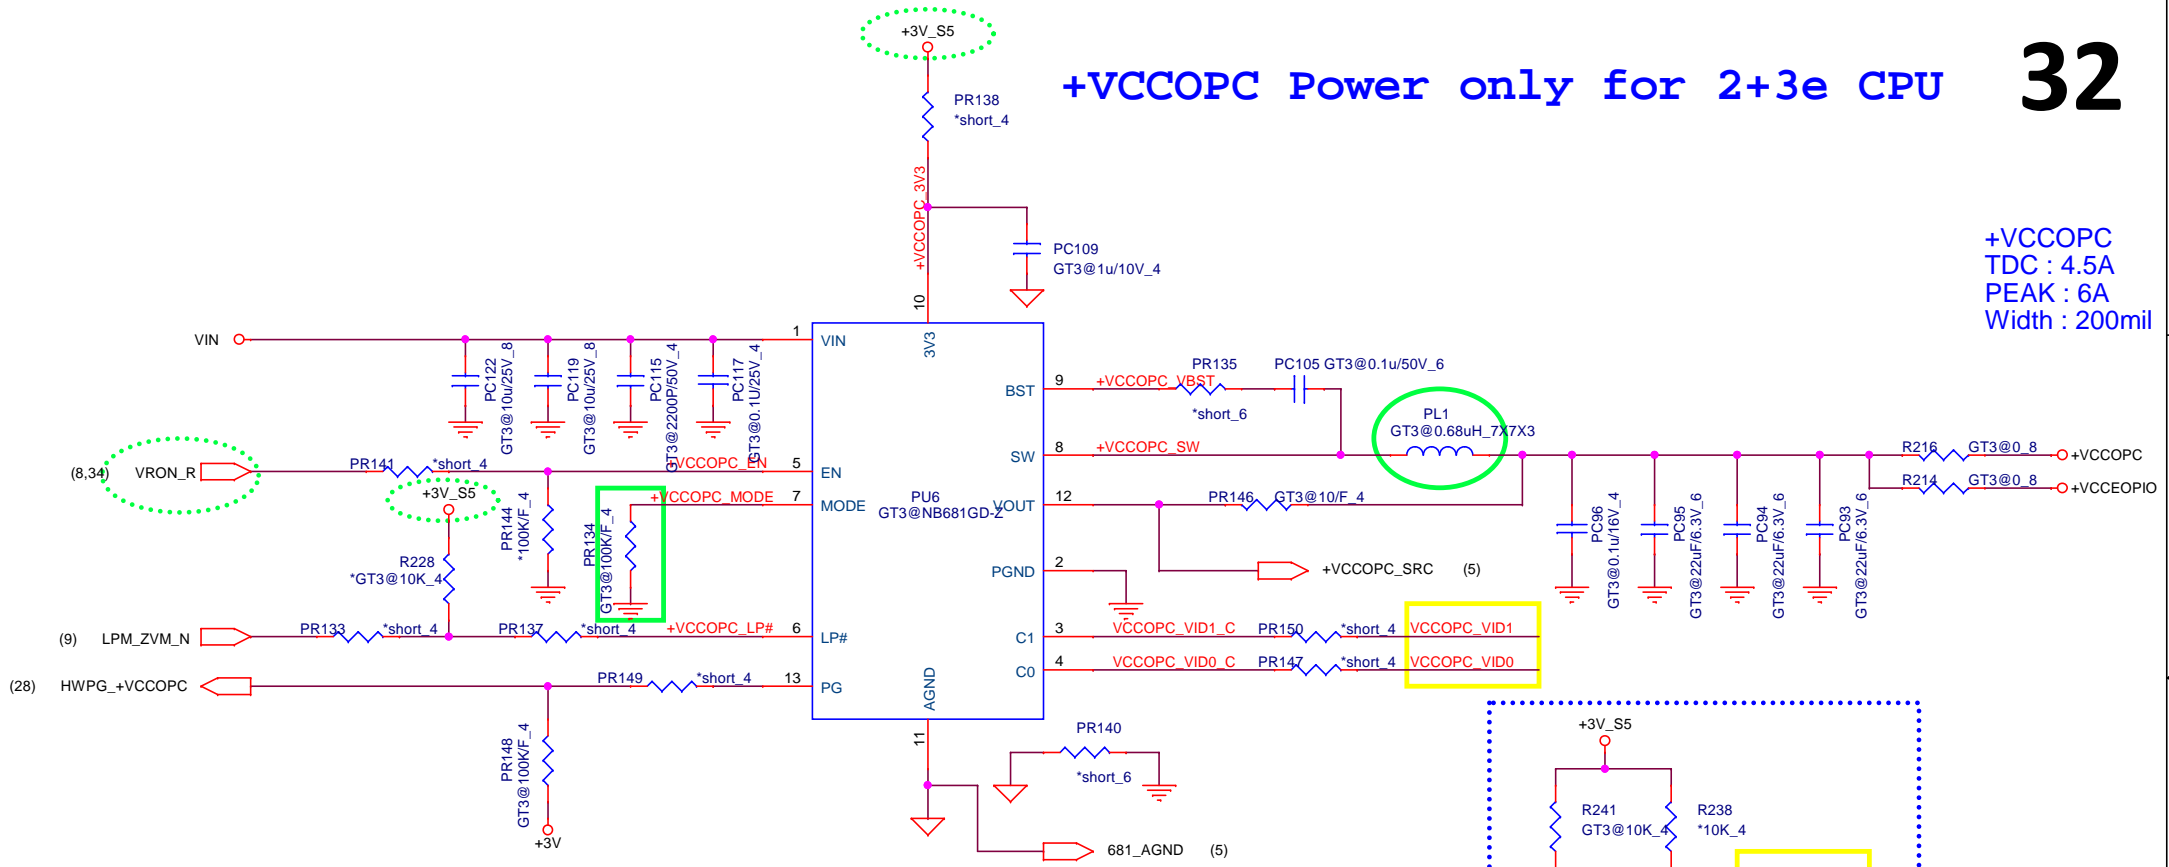 +3V_S5
+VCCOPC Power only for 2+3e CPU
32
PR138
*short_4
+VCCOPC_3V3
PC109
GT3@1u/10V_4
+VCCOPC
TDC : 4.5A
PEAK : 6A
Width : 200mil
10
VIN
1
VIN
3V3
PC122
GT3@10u/25V_8
PC119
GT3@10u/25V_8
PC115
GT3@2200P/50V_4
PC117
GT3@0.1U/25V_4
PR135
*short_6
PC105 GT3@0.1u/50V_6
9
+VCCOPC_VBST
BST
PL1
GT3@0.68uH_7X7X3
8
+VCCOPC_SW
SW
R216
GT3@0_8
+VCCOPC
R214
GT3@0_8
+VCCEOPIO
(8,34)
VRON_R
PR141
*short_4
+VCCOPC_EN
5
EN
+3V_S5
+VCCOPC_MODE
7
MODE
PU6
GT3@NB681GD-Z
VOUT
12
PR146
GT3@10/F_4
PR144
*100K/F_4
PR134
GT3@100K/F_4
PC96
GT3@0.1u/16V_4
PC95
GT3@22uF/6.3V_6
PC94
GT3@22uF/6.3V_6
PC93
GT3@22uF/6.3V_6
R228
*GT3@10K_4
PGND
2
+VCCOPC_SRC
(5)
(9)
LPM_ZVM_N
PR133
*short_4
PR137
*short_4
+VCCOPC_LP#
6
LP#
C1
3
VCCOPC_VID1_C
PR150
*short_4
VCCOPC_VID1
C0
4
VCCOPC_VID0_C
PR147
*short_4
VCCOPC_VID0
(28)
HWPG_+VCCOPC
PR149
*short_4
13
PG
AGND
11
PR148
GT3@100K/F_4
+3V
PR140
*short_6
681_AGND
(5)
+3V_S5
R241
GT3@10K_4
R238
*10K_4